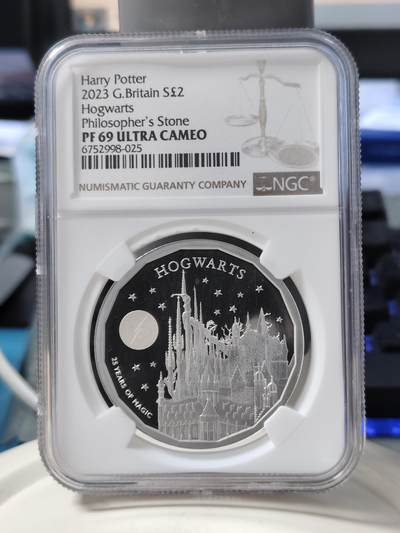 Harry Potter
2023 G.Britain S£2
Hogwarts
Philosopher's Stone
PF 69 ULTRA CAMEO
6752998-025
NUMISMATIC GUARANTY COMPANY
NGC®
HOGWARTS
25 YEARS OF MAGIC